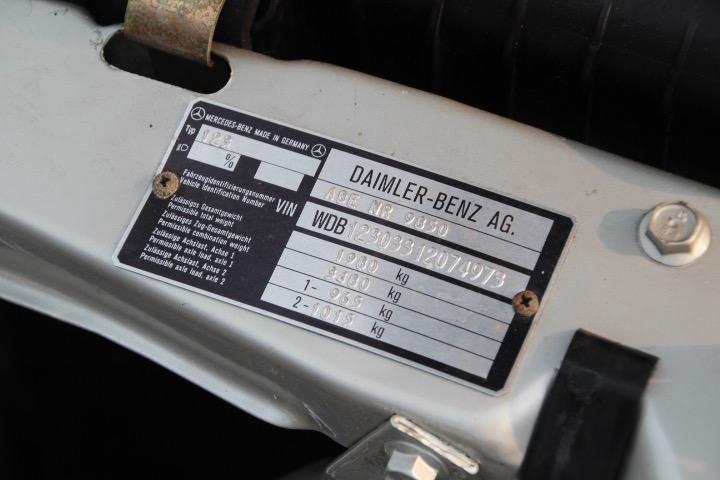 MERCEDES-BENZ MADE IN GERMANY
Typ 123
%
DAIMLER-BENZ AG.
ABE NR 9850
Fahrzeugidentifizierungsnummer
Vehicle Identification Number
VIN
WDB12303312074973
Zulässiges Gesamtgewicht
Permissible total weight
1980 kg
Zulässiges Zug-Gesamtgewicht
Permissible combination weight
3480 kg
Zulässige Achslast, Achse 1
Permissible axle load, axle 1
1- 965 kg
Zulässige Achslast, Achse 2
Permissible axle load, axle 2
2- 1015 kg